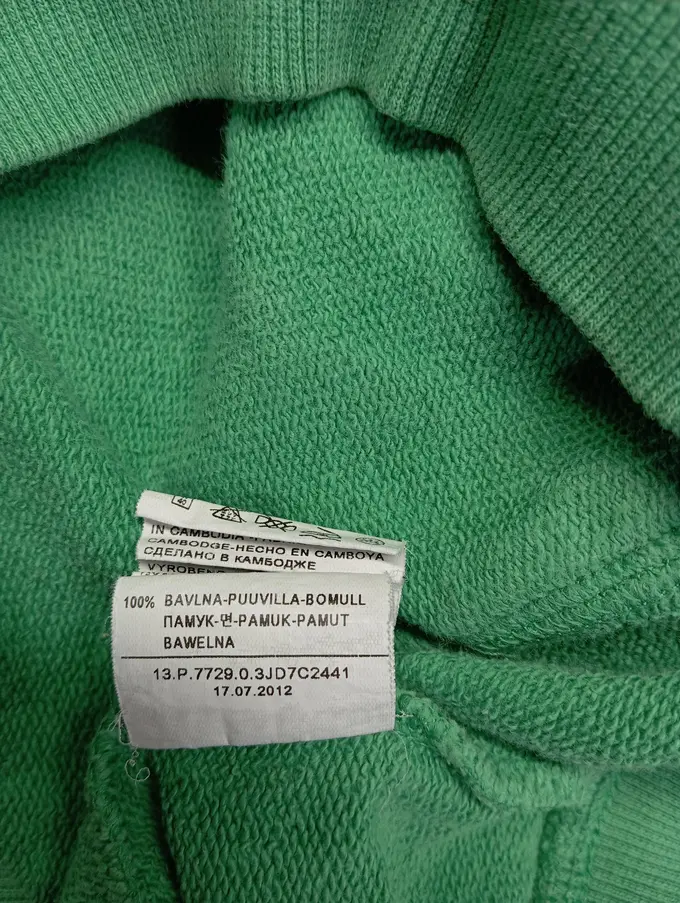 IN CAMBODIA
CAMBODGE-HECHO EN CAMBOYA
СДЕЛАНО В КАМБОДЖЕ
100% BAVLNA-PUUVILLA-BOMULL
ПАМУК-면-PAMUK-PAMUT
BAWELNA
13.P.7729.0.3JD7C2441
17.07.2012